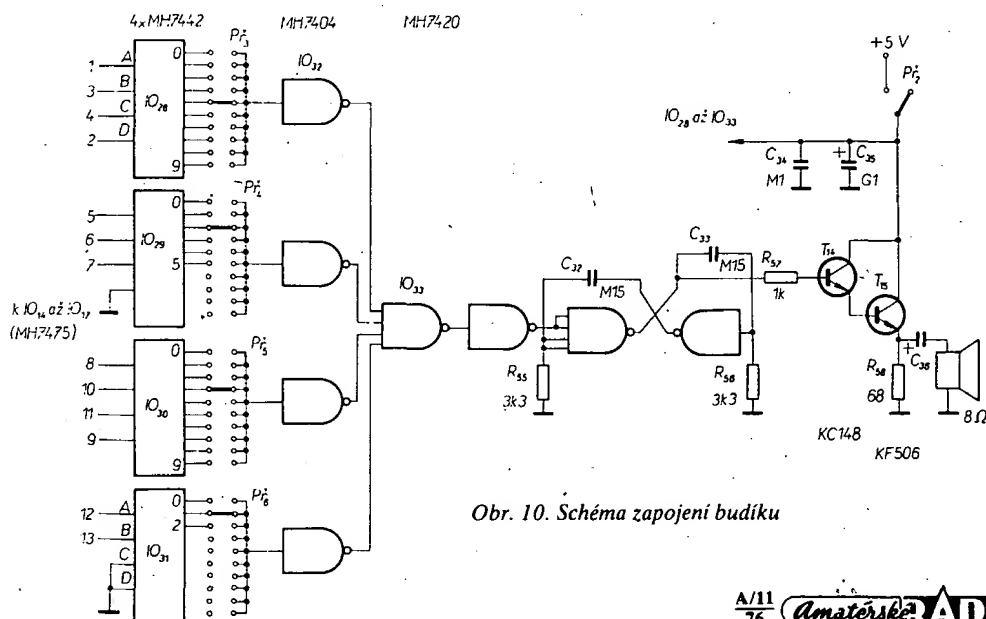 4×MH7442
MH7404
MH7420
Př3
IO32
1 A
3 B
4 C
2 D
IO28
0
9
Př4
5
6
7
IO29
0
5
k IO14 až IO17
(MH7475)
Př5
8
10
11
9
IO30
0
9
Př6
12 A
13 B
C
D
IO31
0
2
IO33
C32
M15
R55
3k3
C33
M15
R56
3k3
R57
1k
+5 V
Př2
IO28 až IO33
C34
M1
+ C35
G1
T14
T15
+ C36
R58
68
8Ω
KC148
KF506
Obr. 10. Schéma zapojení budíku
A/11
76
Amatérské